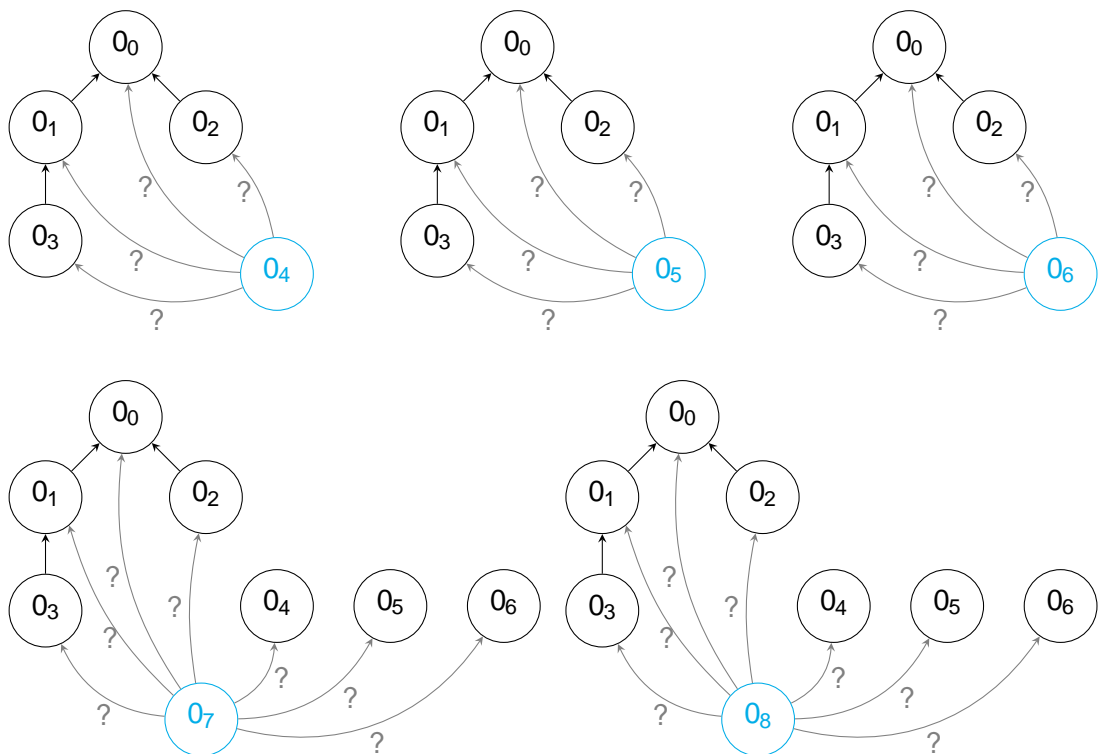 0₀ 0₀ 0₀
0₁ 0₂ 0₁ 0₂ 0₁ 0₂
? ? ? ? ? ?
0₃ ? 0₃ ? 0₃ ?
0₄ 0₅ 0₆
? ? ?
0₀ 0₀
0₁ 0₂ 0₁ 0₂
? ? ? ?
0₃ 0₄ 0₅ 0₆ 0₃ 0₄ 0₅ 0₆
? ?
? ? ? ?
? 0₇ ? 0₈
? ?